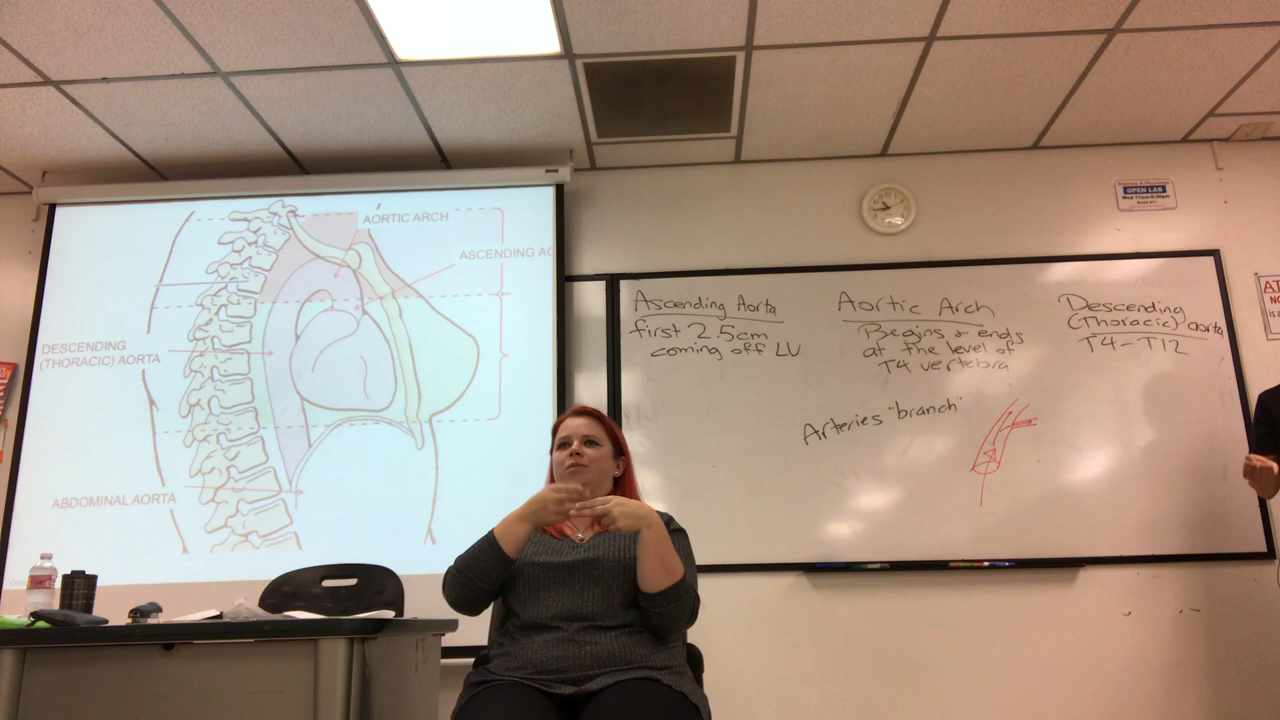 AORTIC ARCH
ASCENDING AO
DESCENDING
(THORACIC) AORTA
ABDOMINAL AORTA
Ascending Aorta
first 2.5cm
coming off LV
Aortic Arch
Begins & ends
at the level of
T4 vertebra
Descending
(Thoracic) aorta
T4-T12
Arteries "branch"
OPEN LAB